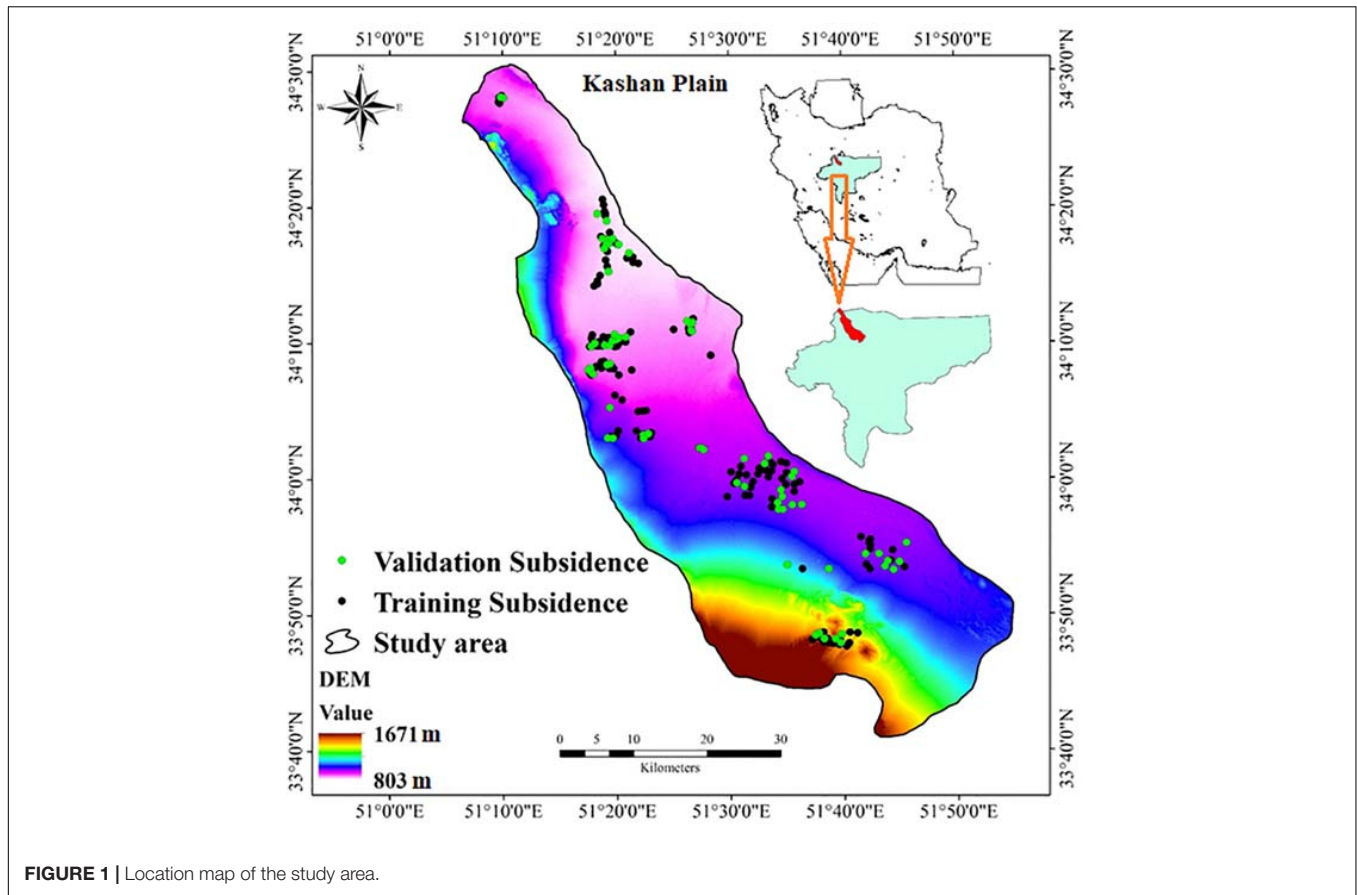 51°0'0"E 51°10'0"E 51°20'0"E 51°30'0"E 51°40'0"E 51°50'0"E
Kashan Plain
N
W E
S
34°30'0"N 34°30'0"N
34°20'0"N 34°20'0"N
34°10'0"N 34°10'0"N
34°0'0"N 34°0'0"N
33°50'0"N 33°50'0"N
33°40'0"N 33°40'0"N
Validation Subsidence
Training Subsidence
Study area
DEM
Value
1671 m
803 m
0 5 10 20 30
Kilometers
51°0'0"E 51°10'0"E 51°20'0"E 51°30'0"E 51°40'0"E 51°50'0"E
FIGURE 1 | Location map of the study area.